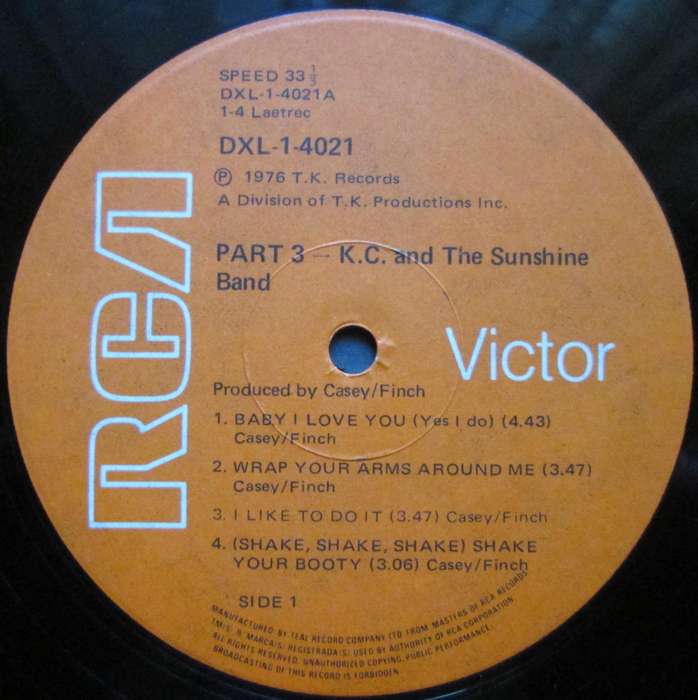 SPEED 33 1/3
DXL-1-4021A
1-4 Laetrec
DXL-1-4021
℗ 1976 T.K. Records
A Division of T.K. Productions Inc.
PART 3 — K.C. and The Sunshine
Band
RCA
Victor
Produced by Casey/Finch
1. BABY I LOVE YOU (Yes I do) (4.43)
Casey/Finch
2. WRAP YOUR ARMS AROUND ME (3.47)
Casey/Finch
3. I LIKE TO DO IT (3.47) Casey/Finch
4. (SHAKE, SHAKE, SHAKE) SHAKE
YOUR BOOTY (3.06) Casey/Finch
SIDE 1
MANUFACTURED BY TEAL RECORD COMPANY LTD FROM MASTERS OF RCA RECORDS
TM(S) ® MARCA(S) REGISTRADA(S) USED BY AUTHORITY OF RCA CORPORATION.
ALL RIGHTS RESERVED. UNAUTHORIZED COPYING, PUBLIC PERFORMANCE,
BROADCASTING OF THIS RECORD IS FORBIDDEN.